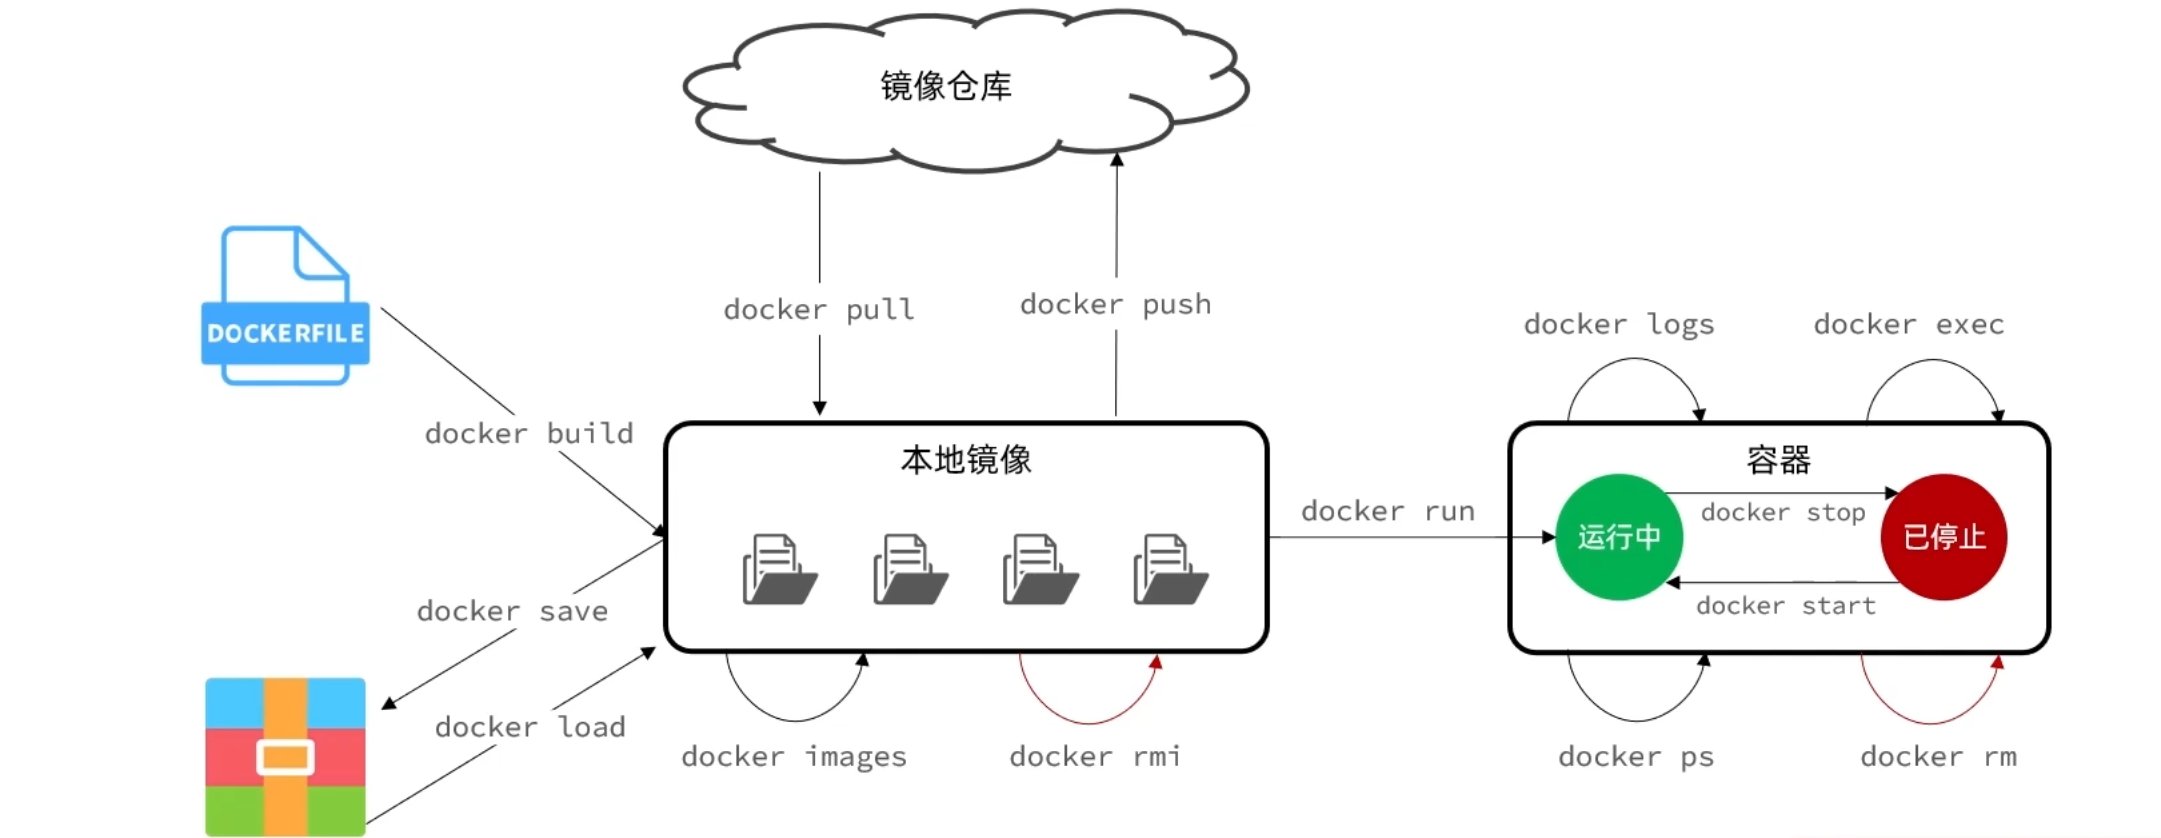 镜像仓库
docker pull
docker push
DOCKERFILE
docker build
docker save
docker load
本地镜像
docker images
docker rmi
docker run
docker logs
docker exec
容器
运行中
docker stop
已停止
docker start
docker ps
docker rm